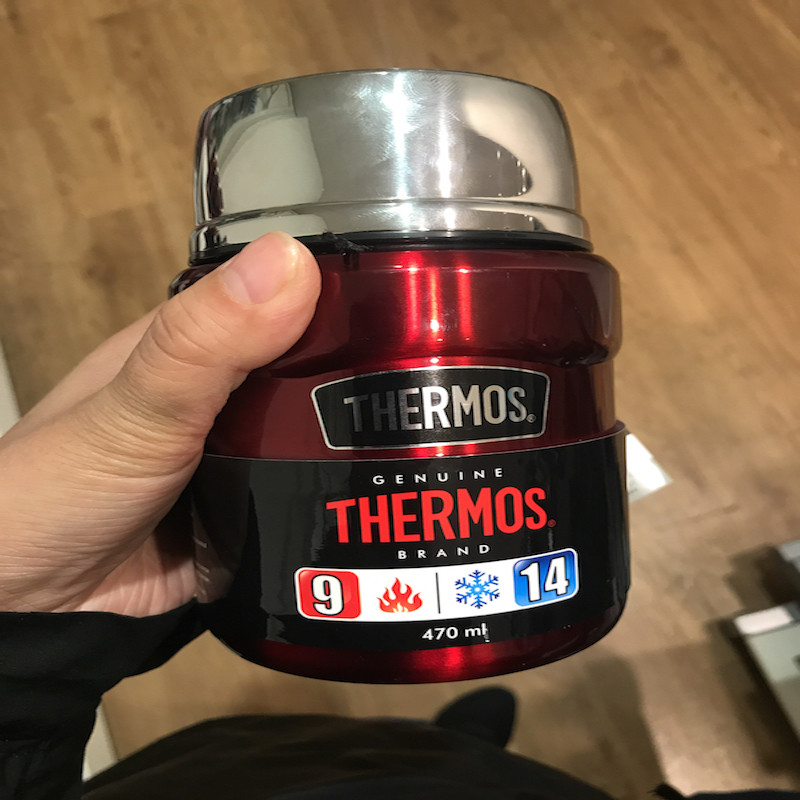 THERMOS®
GENUINE
THERMOS®
BRAND
9 14
470 ml